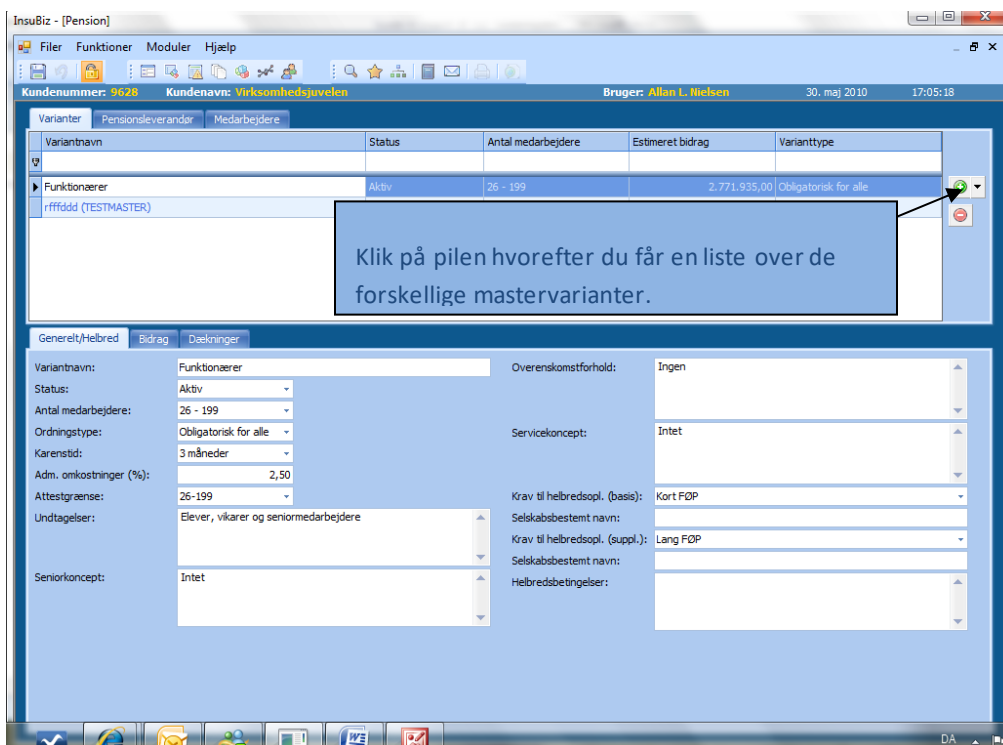 InsuBiz - [Pension]
Filer Funktioner Moduler Hjælp
Kundenummer: 9628 Kundenavn: Virksomhedsjuvelen Bruger: Allan L. Nielsen 30. maj 2010 17:05:18
Varianter Pensionsleverandør Medarbejdere
Variantnavn Status Antal medarbejdere Estimeret bidrag Varianttype
Funktionærer Aktiv 26 - 199 2.771.935,00 Obligatorisk for alle
rfffddd (TESTMASTER)
Klik på pilen hvorefter du får en liste over de
forskellige mastervarianter.
Generelt/Helbred Bidrag Dækninger
Variantnavn: Funktionærer Overenskomstforhold: Ingen
Status: Aktiv
Antal medarbejdere: 26 - 199
Ordningstype: Obligatorisk for alle Servicekoncept: Intet
Karenstid: 3 måneder
Adm. omkostninger (%): 2,50
Attestgrænse: 26-199 Krav til helbredsopl. (basis): Kort FØP
Undtagelser: Elever, vikarer og seniormedarbejdere Selskabsbestemt navn:
Krav til helbredsopl. (suppl.): Lang FØP
Selskabsbestemt navn:
Seniorkoncept: Intet Helbredsbetingelser:
DA